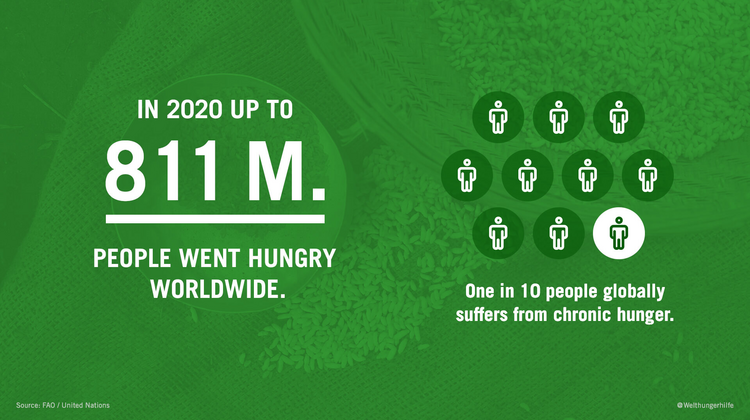 IN 2020 UP TO
811 M.
PEOPLE WENT HUNGRY
WORLDWIDE.
One in 10 people globally
suffers from chronic hunger.
Source: FAO / United Nations
@Welthungerhilfe